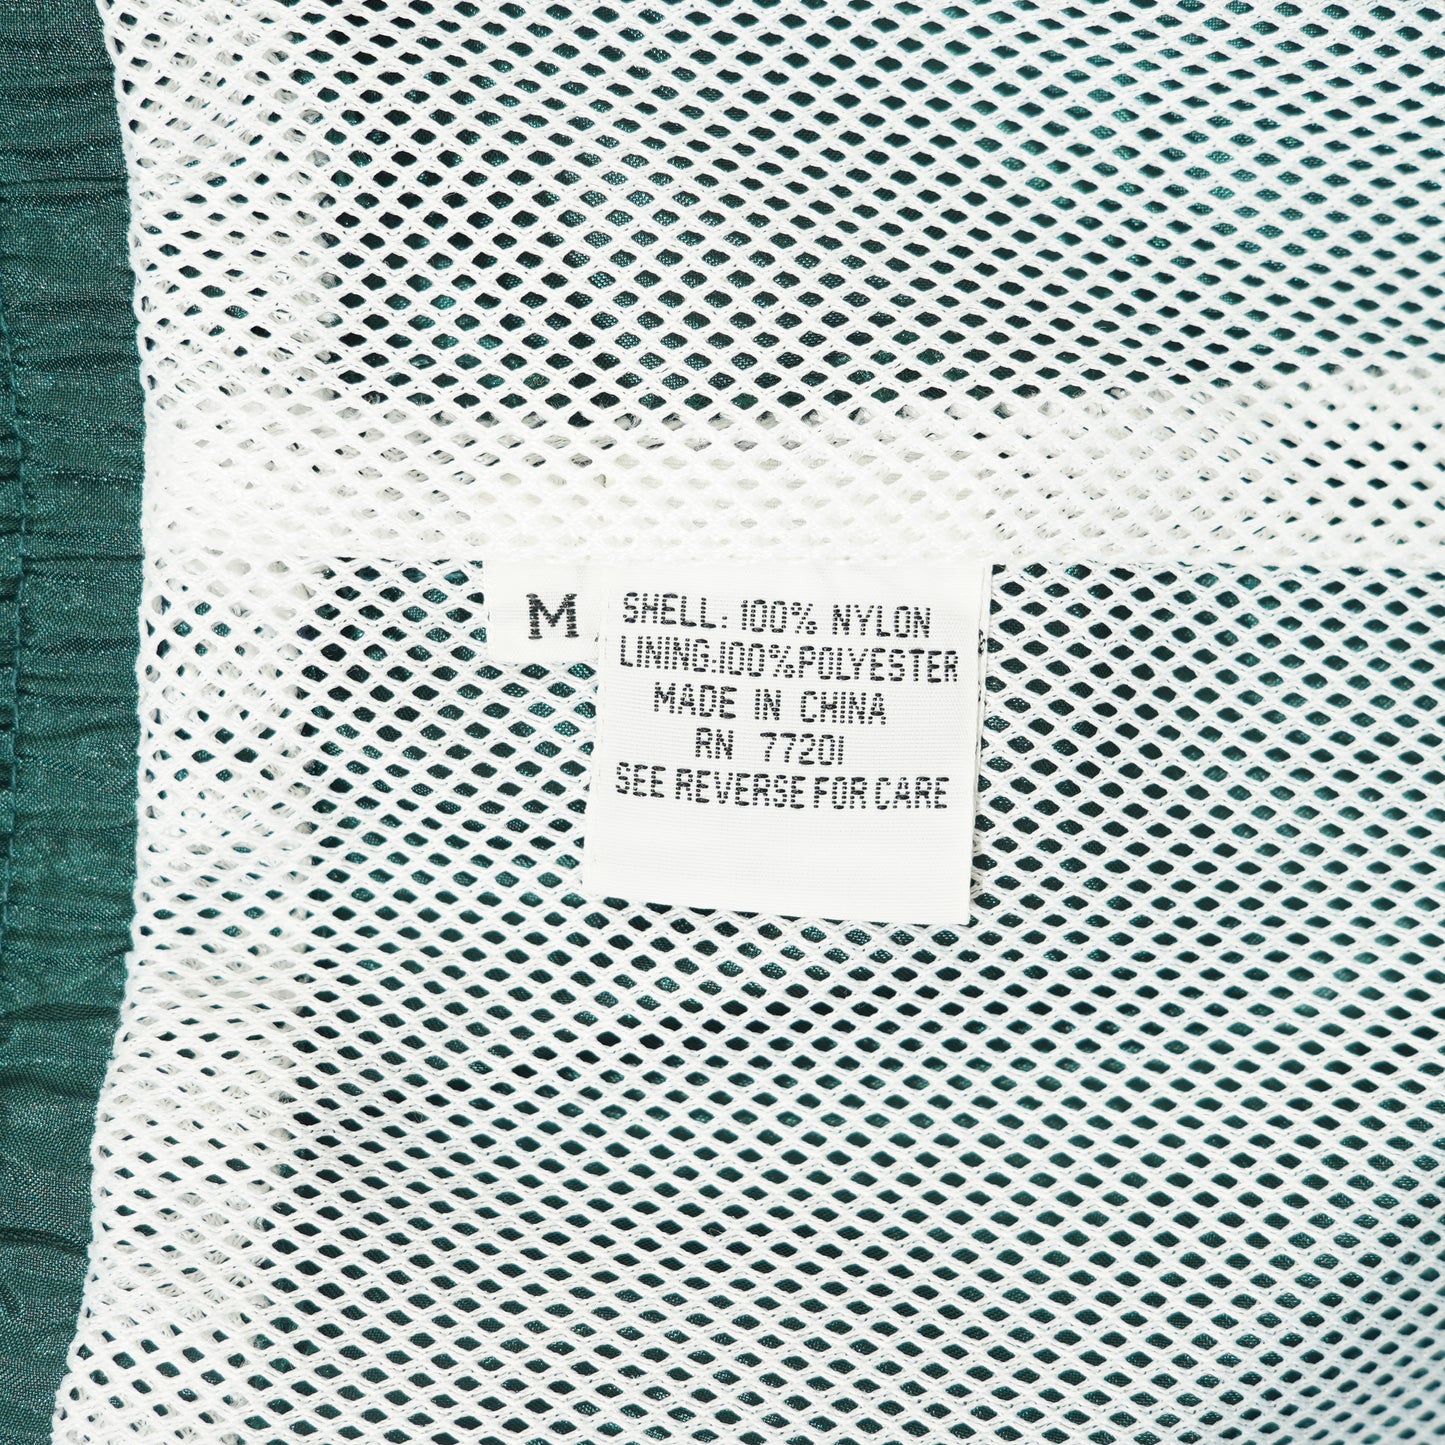 M
SHELL: 100% NYLON
LINING:100%POLYESTER
MADE IN CHINA
RN 77201
SEE REVERSE FOR CARE